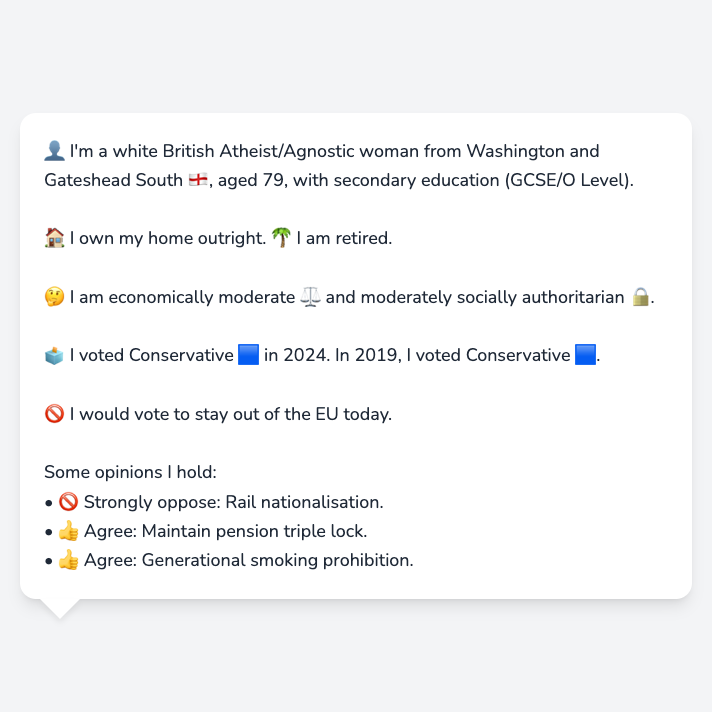 👤 I'm a white British Atheist/Agnostic woman from Washington and
Gateshead South 🏴󠁧󠁢󠁥󠁮󠁧󠁿, aged 79, with secondary education (GCSE/O Level).
🏠 I own my home outright. 🌴 I am retired.
🤔 I am economically moderate ⚖️ and moderately socially authoritarian 🔒.
🗳️ I voted Conservative 🟦 in 2024. In 2019, I voted Conservative 🟦.
🚫 I would vote to stay out of the EU today.
Some opinions I hold:
• 🚫 Strongly oppose: Rail nationalisation.
• 👍 Agree: Maintain pension triple lock.
• 👍 Agree: Generational smoking prohibition.